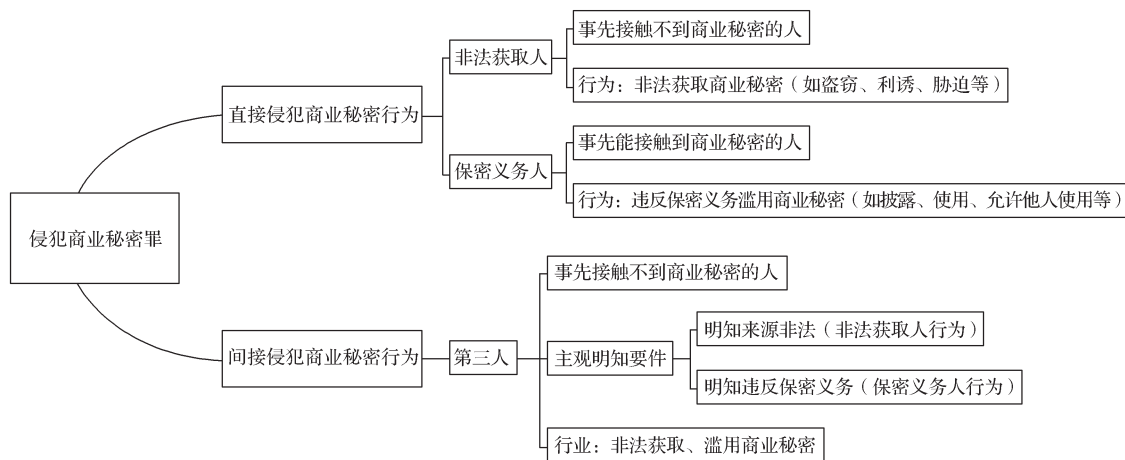 事先接触不到商业秘密的人
非法获取人
行为：非法获取商业秘密（如盗窃、利诱、胁迫等）
直接侵犯商业秘密行为
事先能接触到商业秘密的人
保密义务人
行为：违反保密义务滥用商业秘密（如披露、使用、允许他人使用等）
侵犯商业秘密罪
事先接触不到商业秘密的人
明知来源非法（非法获取人行为）
间接侵犯商业秘密行为
第三人
主观明知要件
明知违反保密义务（保密义务人行为）
行业：非法获取、滥用商业秘密